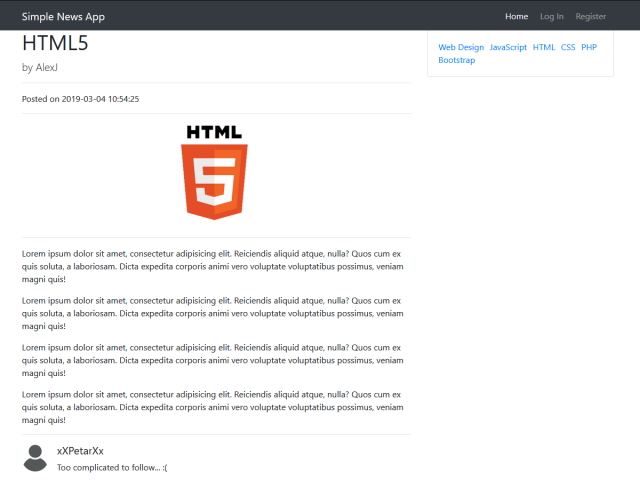 Simple News App
Home Log In Register
HTML5
by AlexJ
Web Design JavaScript HTML CSS PHP
Bootstrap
Posted on 2019-03-04 10:54:25
HTML
5
Lorem ipsum dolor sit amet, consectetur adipisicing elit. Reiciendis aliquid atque, nulla? Quos cum ex
quis soluta, a laboriosam. Dicta expedita corporis animi vero voluptate voluptatibus possimus, veniam
magni quis!
Lorem ipsum dolor sit amet, consectetur adipisicing elit. Reiciendis aliquid atque, nulla? Quos cum ex
quis soluta, a laboriosam. Dicta expedita corporis animi vero voluptate voluptatibus possimus, veniam
magni quis!
Lorem ipsum dolor sit amet, consectetur adipisicing elit. Reiciendis aliquid atque, nulla? Quos cum ex
quis soluta, a laboriosam. Dicta expedita corporis animi vero voluptate voluptatibus possimus, veniam
magni quis!
Lorem ipsum dolor sit amet, consectetur adipisicing elit. Reiciendis aliquid atque, nulla? Quos cum ex
quis soluta, a laboriosam. Dicta expedita corporis animi vero voluptate voluptatibus possimus, veniam
magni quis!
xXPetarXx
Too complicated to follow... :(